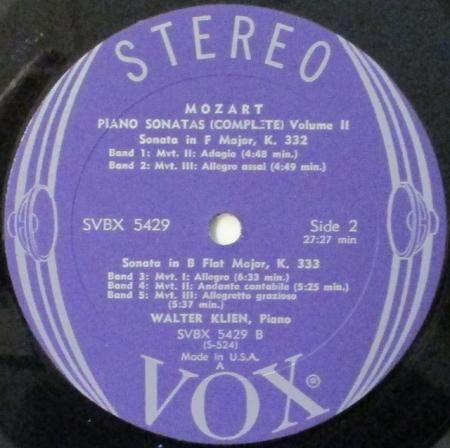 STEREO
MOZART
PIANO SONATAS (COMPLETE) Volume II
Sonata in F Major, K. 332
Band 1: Mvt. II: Adagio (4:48 min.)
Band 2: Mvt. III: Allegro assai (4:49 min.)
SVBX 5429
Side 2
27:27 min
Sonata in B Flat Major, K. 333
Band 3: Mvt. I: Allegro (6:33 min.)
Band 4: Mvt. II: Andante cantabile (5:25 min.)
Band 5: Mvt. III: Allegretto grazioso
(5:37 min.)
WALTER KLIEN, Piano
SVBX 5429 B
(S-524)
Made in U.S.A.
A
VOX ®